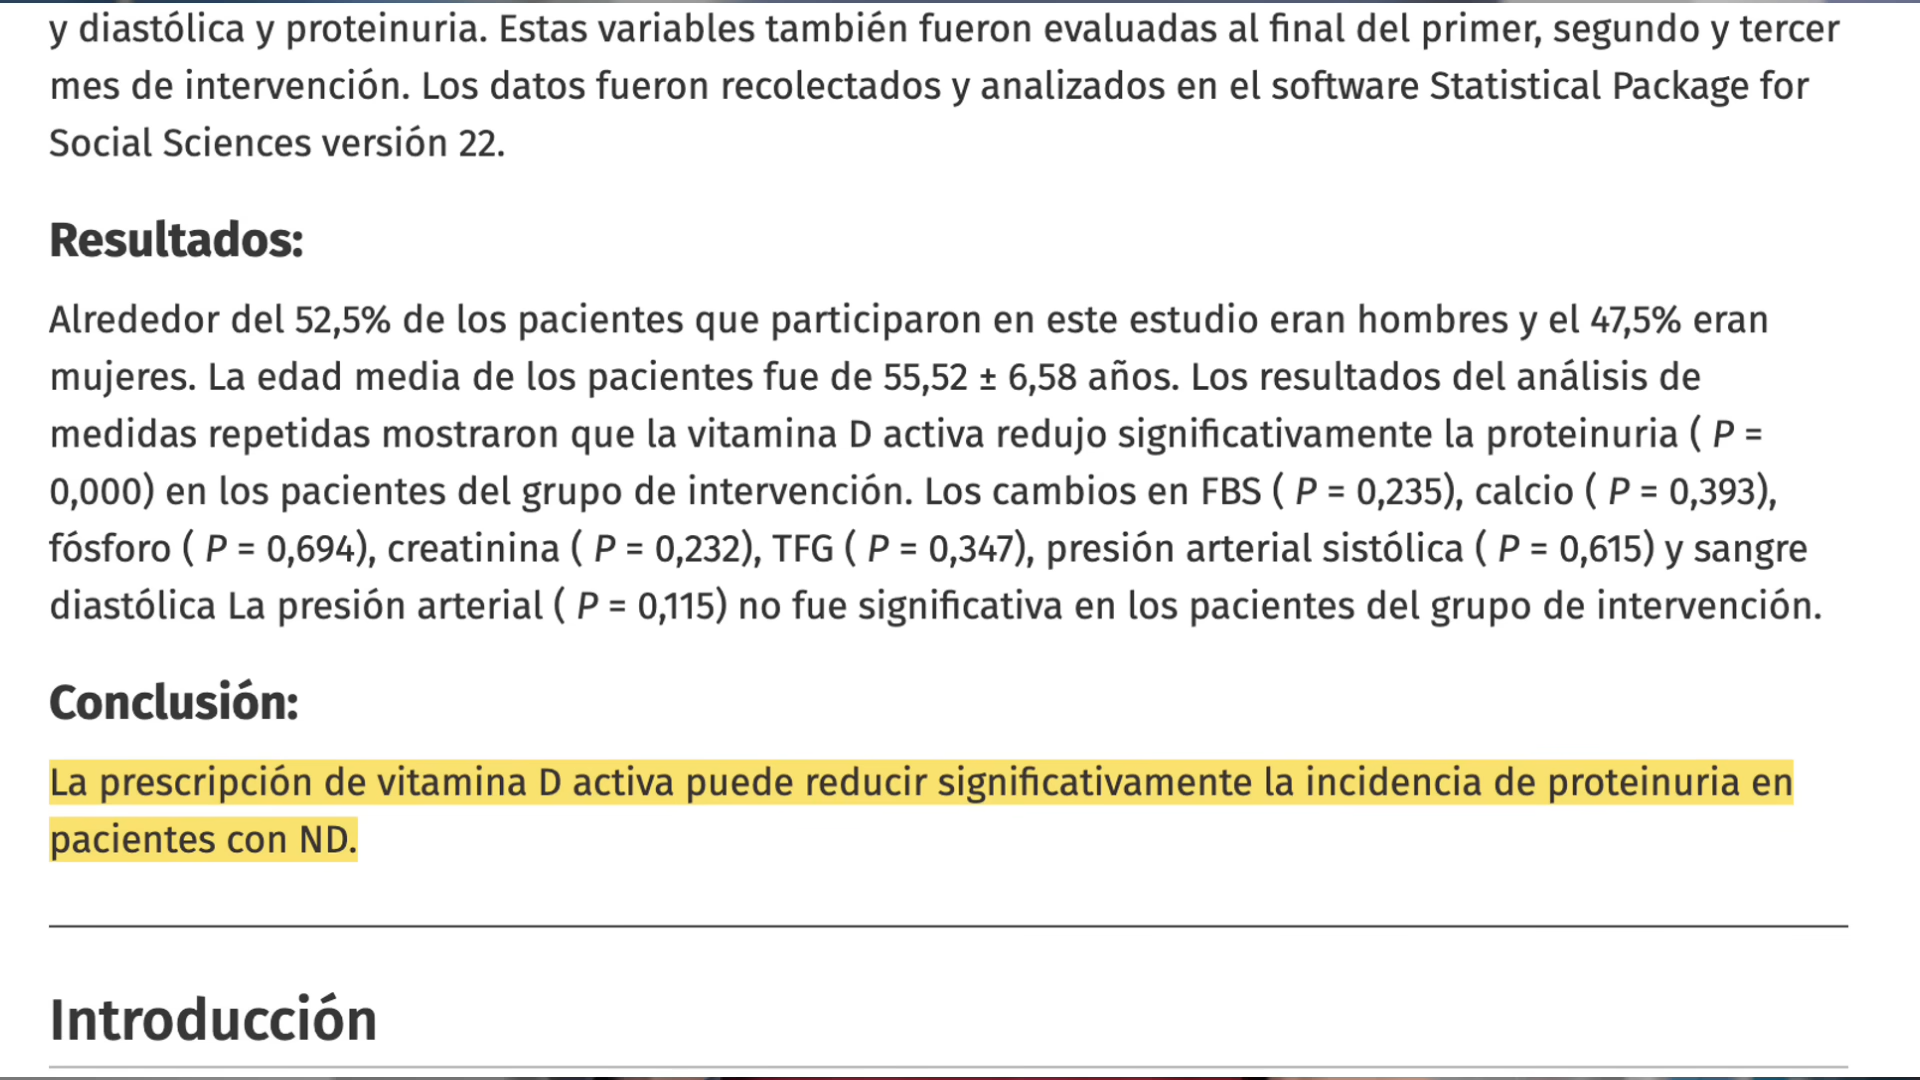 y diastólica y proteinuria. Estas variables también fueron evaluadas al final del primer, segundo y tercer
mes de intervención. Los datos fueron recolectados y analizados en el software Statistical Package for
Social Sciences versión 22.
Resultados:
Alrededor del 52,5% de los pacientes que participaron en este estudio eran hombres y el 47,5% eran
mujeres. La edad media de los pacientes fue de 55,52 ± 6,58 años. Los resultados del análisis de
medidas repetidas mostraron que la vitamina D activa redujo significativamente la proteinuria ( P =
0,000) en los pacientes del grupo de intervención. Los cambios en FBS ( P = 0,235), calcio ( P = 0,393),
fósforo ( P = 0,694), creatinina ( P = 0,232), TFG ( P = 0,347), presión arterial sistólica ( P = 0,615) y sangre
diastólica La presión arterial ( P = 0,115) no fue significativa en los pacientes del grupo de intervención.
Conclusión:
La prescripción de vitamina D activa puede reducir significativamente la incidencia de proteinuria en
pacientes con ND.
Introducción